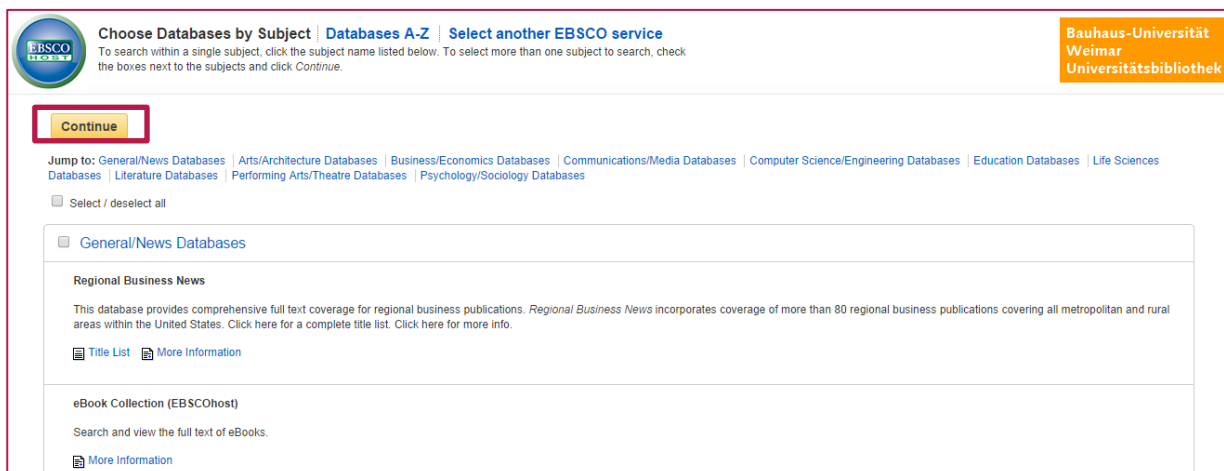 EBSCO
HOST
Choose Databases by Subject | Databases A-Z | Select another EBSCO service
To search within a single subject, click the subject name listed below. To select more than one subject to search, check
the boxes next to the subjects and click Continue.
Bauhaus-Universität
Weimar
Universitätsbibliothek
Continue
Jump to: General/News Databases | Arts/Architecture Databases | Business/Economics Databases | Communications/Media Databases | Computer Science/Engineering Databases | Education Databases | Life Sciences
Databases | Literature Databases | Performing Arts/Theatre Databases | Psychology/Sociology Databases
Select / deselect all
General/News Databases
Regional Business News
This database provides comprehensive full text coverage for regional business publications. Regional Business News incorporates coverage of more than 80 regional business publications covering all metropolitan and rural
areas within the United States. Click here for a complete title list. Click here for more info.
Title List More Information
eBook Collection (EBSCOhost)
Search and view the full text of eBooks.
More Information